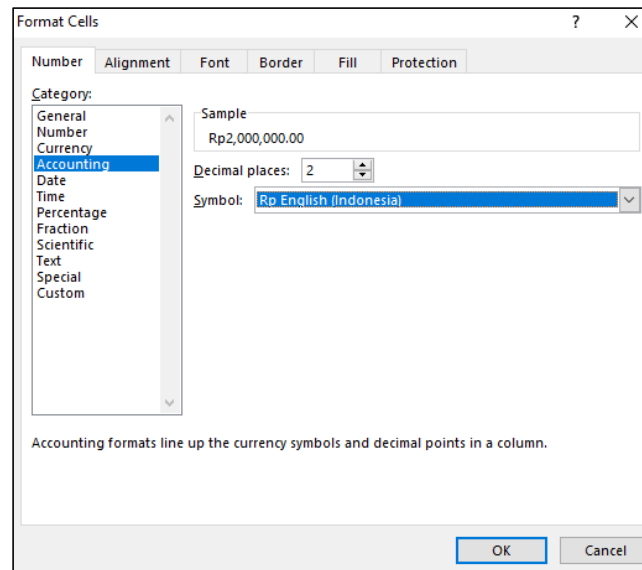 Format Cells ?
Number Alignment Font Border Fill Protection
Category:
General
Number
Currency
Accounting
Date
Time
Percentage
Fraction
Scientific
Text
Special
Custom
Sample
Rp2,000,000.00
Decimal places: 2
Symbol: Rp English (Indonesia)
Accounting formats line up the currency symbols and decimal points in a column.
OK Cancel